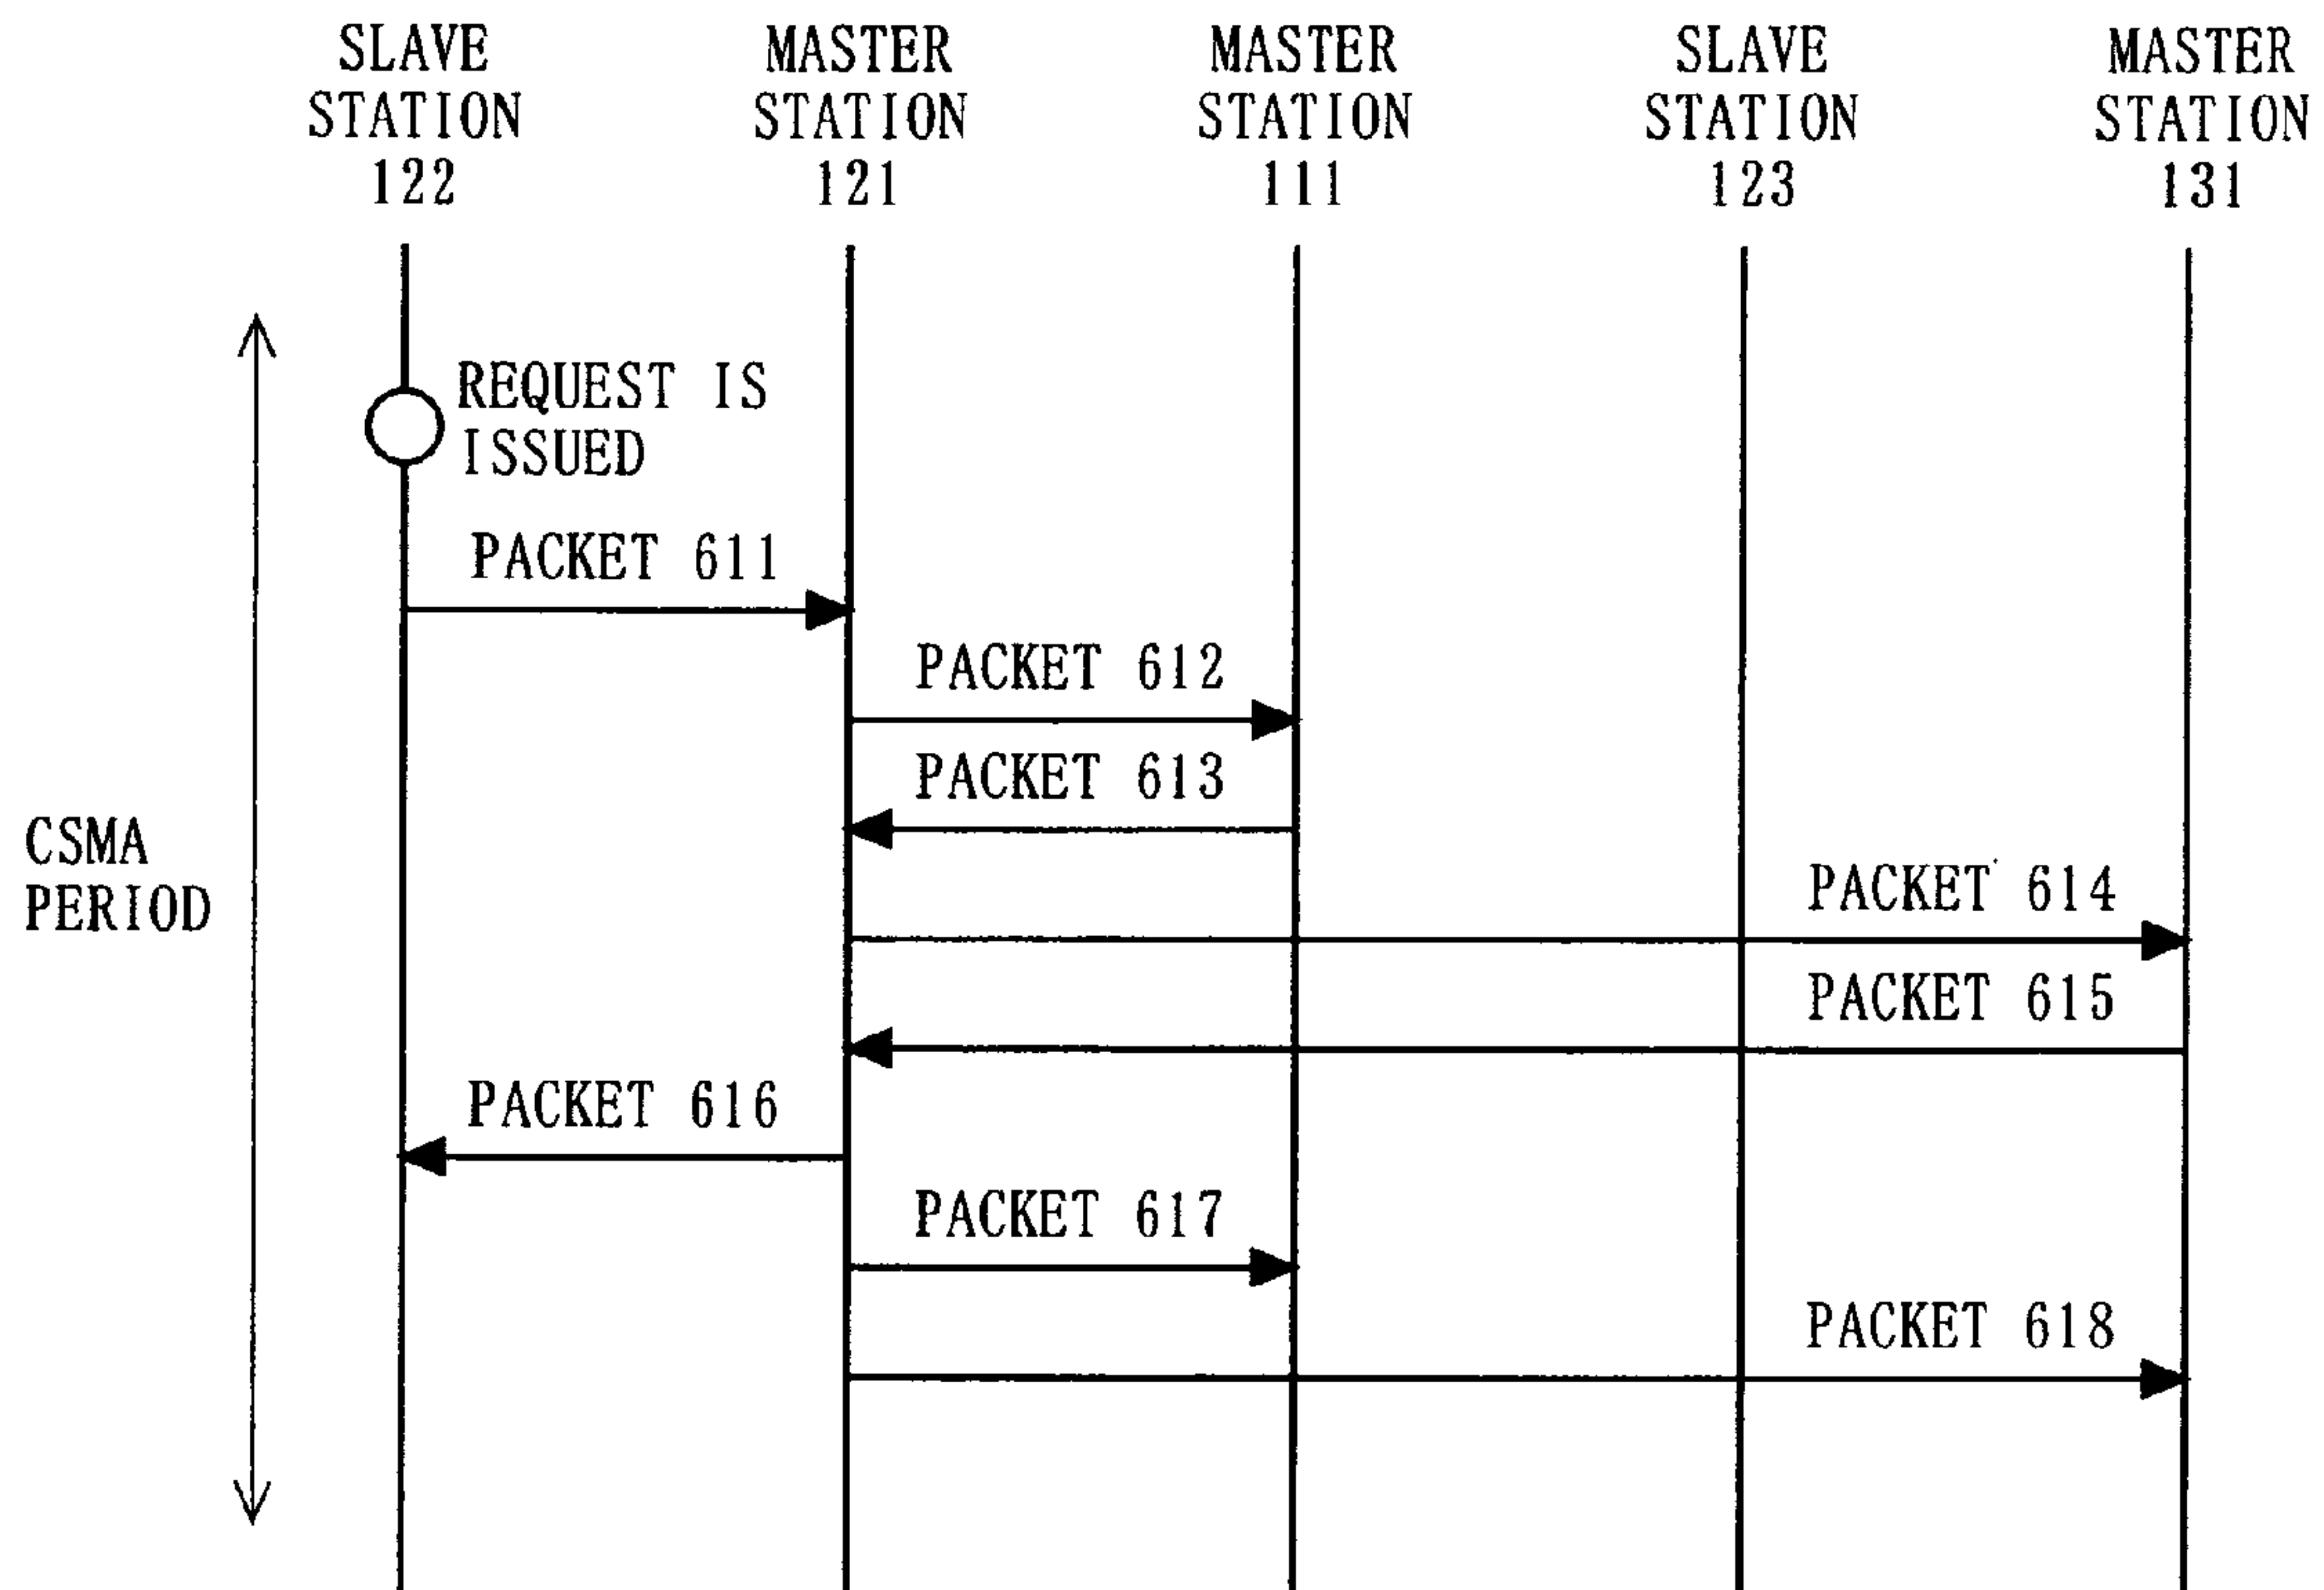 SLAVE
STATION
122
MASTER
STATION
121
MASTER
STATION
111
SLAVE
STATION
123
MASTER
STATION
131
REQUEST IS
ISSUED
PACKET 611
PACKET 612
PACKET 613
CSMA
PERIOD
PACKET 614
PACKET 615
PACKET 616
PACKET 617
PACKET 618